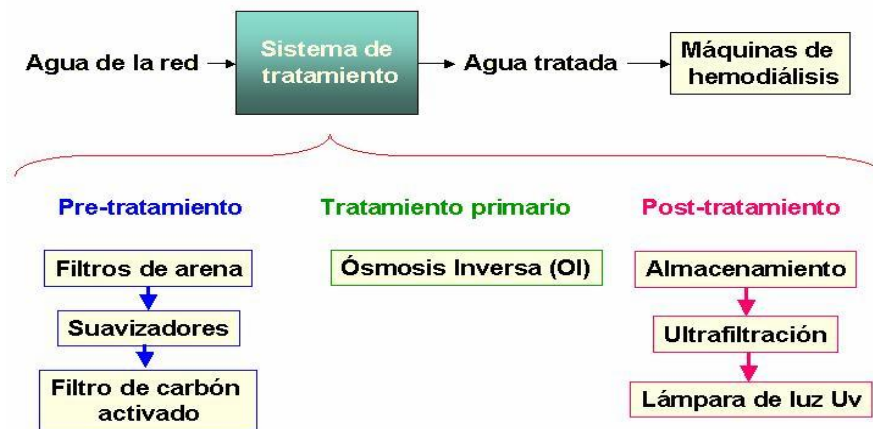 Agua de la red
Sistema de
tratamiento
Agua tratada
Máquinas de
hemodiálisis
Pre-tratamiento
Tratamiento primario
Post-tratamiento
Filtros de arena
Ósmosis Inversa (OI)
Almacenamiento
Suavizadores
Ultrafiltración
Filtro de carbón
activado
Lámpara de luz Uv